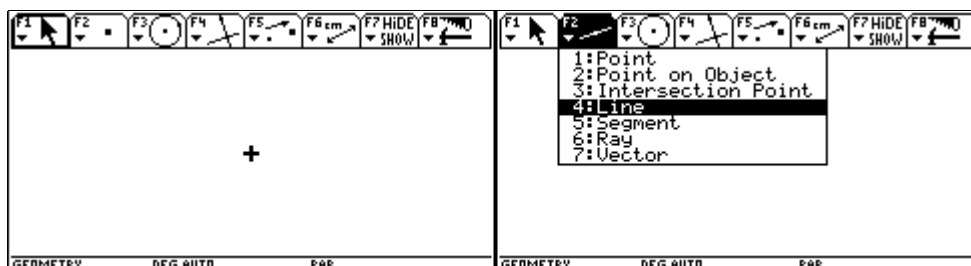 F1 F2 F3 F4 F5 F6 cm F7 HiDE SHOW F8
GEOMETRY DEG AUTO PAR
F1 F2 F3 F4 F5 F6 cm F7 HiDE SHOW F8
1:Point
2:Point on Object
3:Intersection Point
4:Line
5:Segment
6:Ray
7:Vector
GEOMETRY DEG AUTO PAR